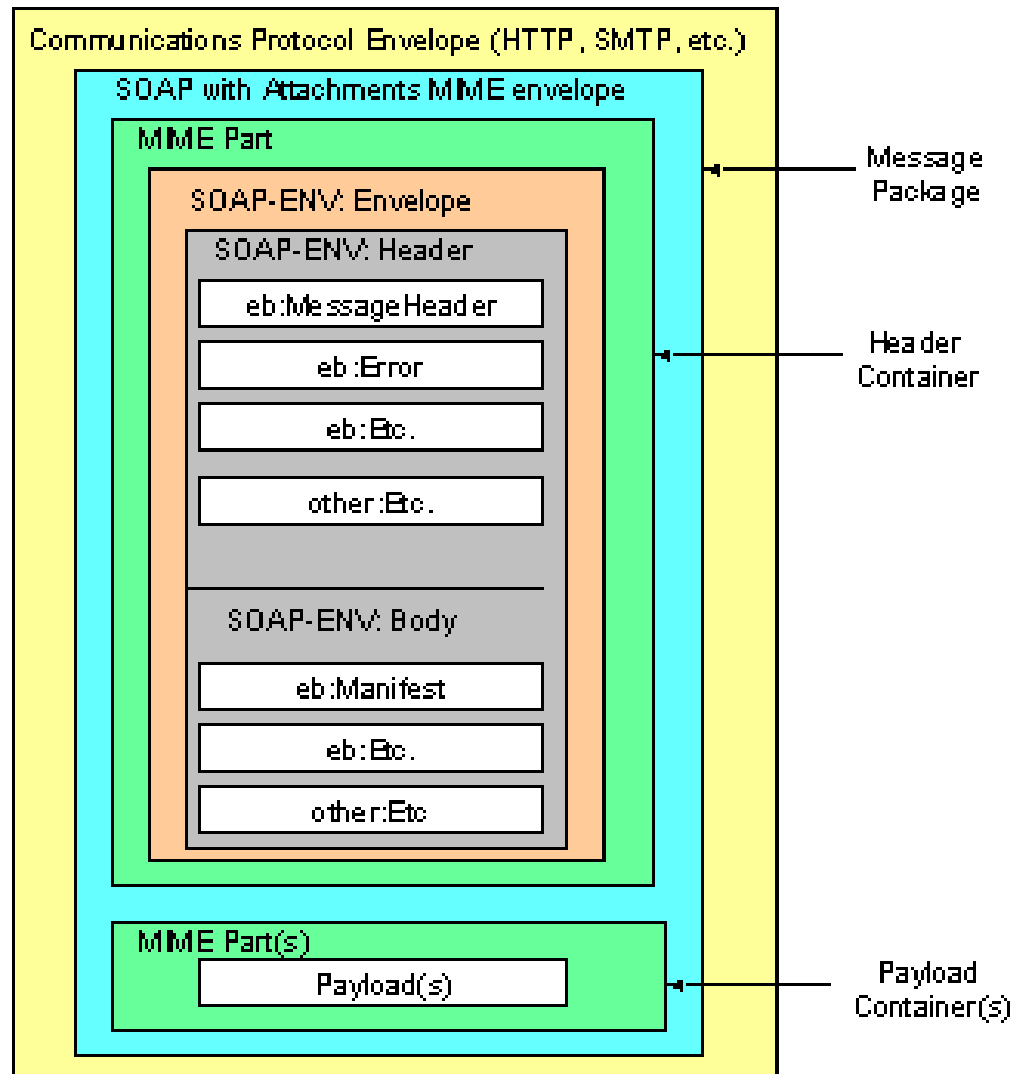 Communications Protocol Envelope (HTTP, SMTP, etc.)
SOAP with Attachments MIME envelope
MIME Part
SOAP-ENV: Envelope
SOAP-ENV: Header
eb:MessageHeader
eb:Error
eb:Etc.
other:Etc.
SOAP-ENV: Body
eb:Manifest
eb:Etc.
other:Etc
MIME Part(s)
Payload(s)
Message
Package
Header
Container
Payload
Container(s)